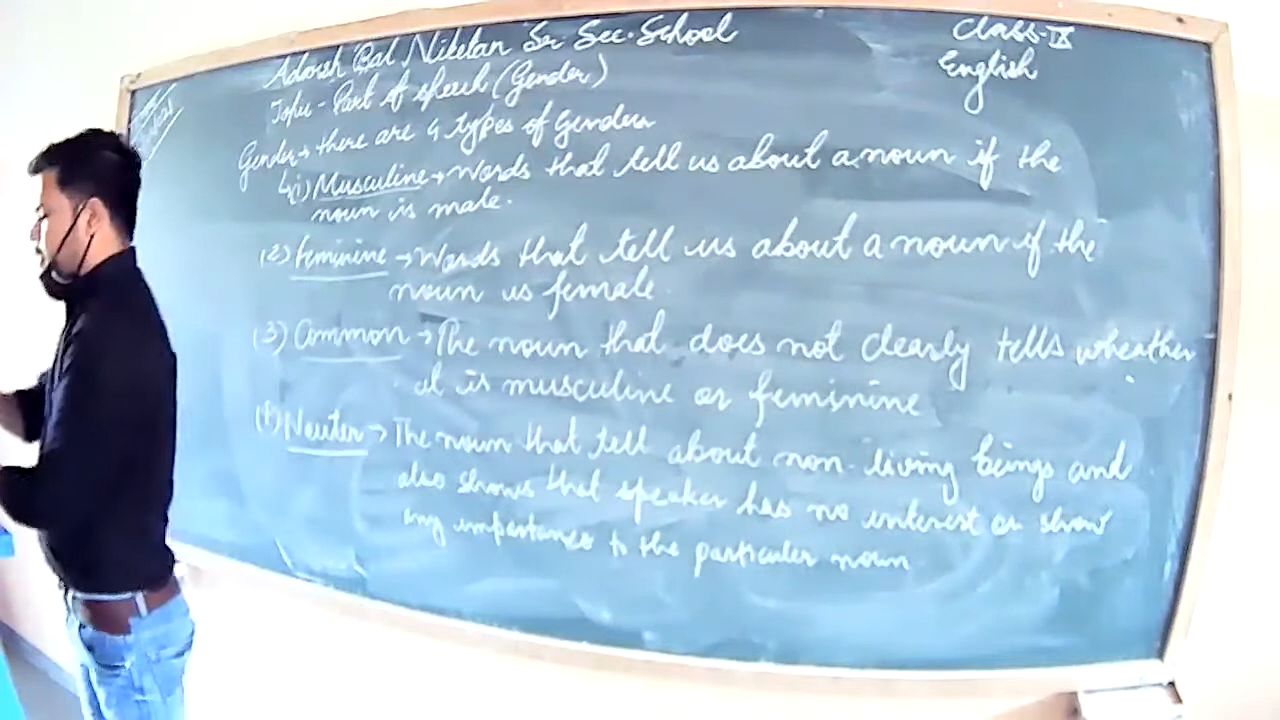 Adarsh Bal Niketan Sr. Sec. School
Class-IX
English
Topic - Part of speech (Gender)
Gender → there are 4 types of Gender
(1) Musculine → Words that tell us about a noun if the
noun is male.
(2) Feminine → Words that tell us about a noun if the
noun is female.
(3) Common → The noun that does not clearly tells wheather
it is musculine or feminine
(4) Neuter → The noun that tell about non-living beings and
also shows that speaker has no interest or show
any importance to the particular noun